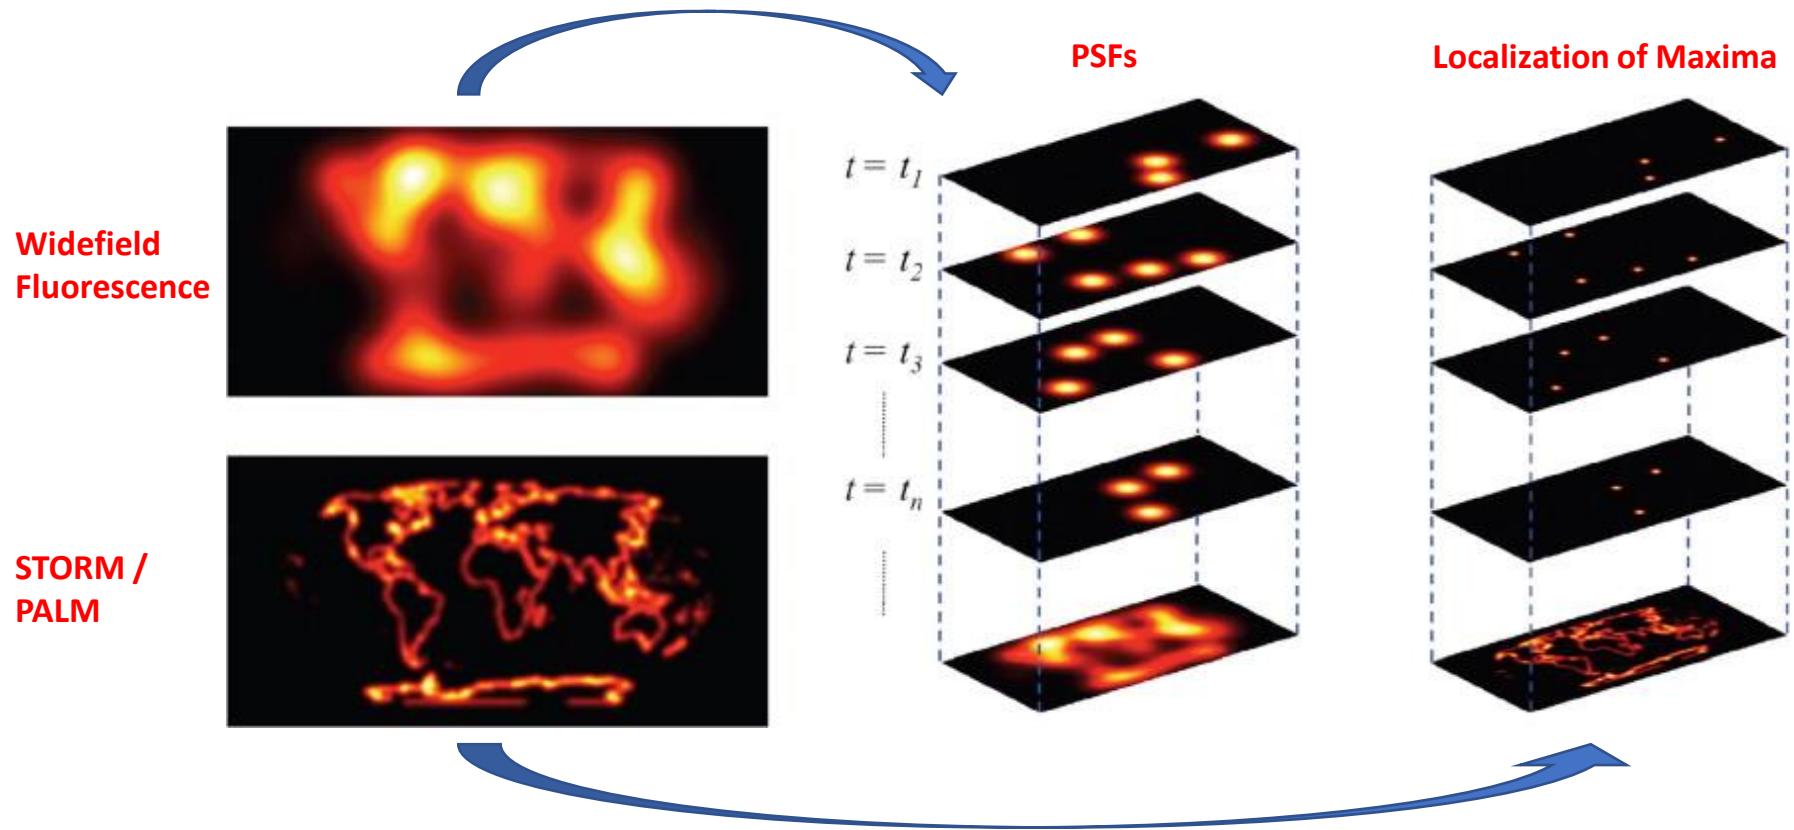 PSFs
Localization of Maxima
Widefield
Fluorescence
t = t1
t = t2
t = t3
t = tn
STORM /
PALM